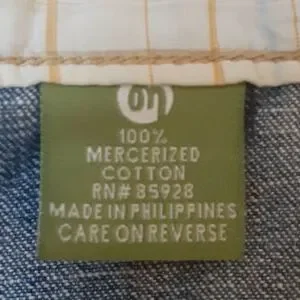 100%
MERCERIZED
COTTON
RN# 85928
MADE IN PHILIPPINES
CARE ON REVERSE